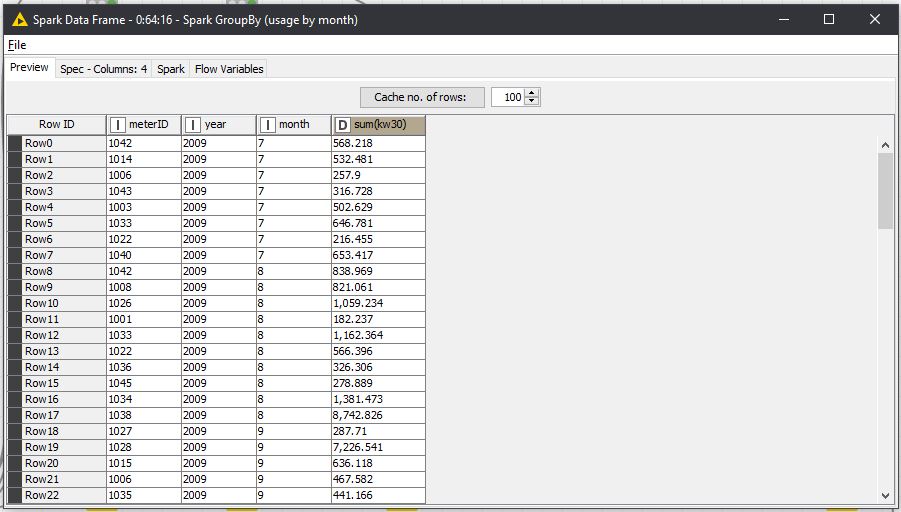 Spark Data Frame - 0:64:16 - Spark GroupBy (usage by month)
File
Preview Spec - Columns: 4 Spark Flow Variables
Cache no. of rows: 100
Row ID I meterID I year I month D sum(kw30)
Row0 1042 2009 7 568.218
Row1 1014 2009 7 532.481
Row2 1006 2009 7 257.9
Row3 1043 2009 7 316.728
Row4 1003 2009 7 502.629
Row5 1033 2009 7 646.781
Row6 1022 2009 7 216.455
Row7 1040 2009 7 653.417
Row8 1042 2009 8 838.969
Row9 1008 2009 8 821.061
Row10 1026 2009 8 1,059.234
Row11 1001 2009 8 182.237
Row12 1033 2009 8 1,162.364
Row13 1022 2009 8 566.396
Row14 1036 2009 8 326.306
Row15 1045 2009 8 278.889
Row16 1034 2009 8 1,381.473
Row17 1038 2009 8 8,742.826
Row18 1027 2009 9 287.71
Row19 1028 2009 9 7,226.541
Row20 1015 2009 9 636.118
Row21 1006 2009 9 467.582
Row22 1035 2009 9 441.166